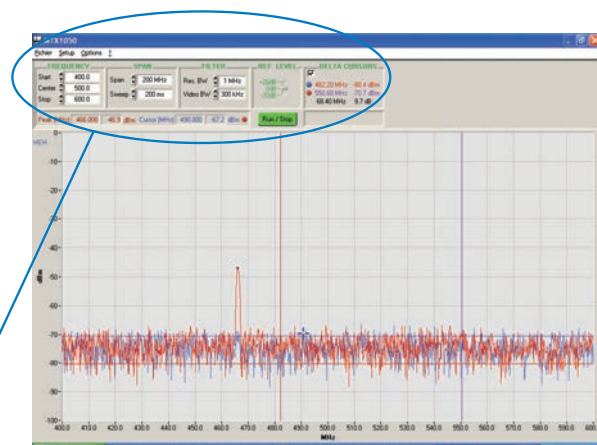 MTX1050
Fichier Setup Options ?
FREQUENCY SPAN FILTER REF. LEVEL DELTA CURSORS
Start 400.0 Span 200 MHz Res. BW 1 MHz
Center 500.0 Sweep 200 ms Video BW 300 kHz
Stop 600.0
482.20 MHz -80.4 dBm
550.60 MHz -70.7 dBm
68.40 MHz 9.7 dB
Peak (MHz) 466.000 -46.9 dBm Cursor (MHz) 490.800 -67.2 dBm Run / Stop
MEM
0
-10
-20
-30
-40
dBm
-50
-60
-70
-80
-90
-100
400.0 410.0 420.0 430.0 440.0 450.0 460.0 470.0 480.0 490.0 500.0 510.0 520.0 530.0 540.0 550.0 560.0 570.0 580.0 590.0 600.0
MHz